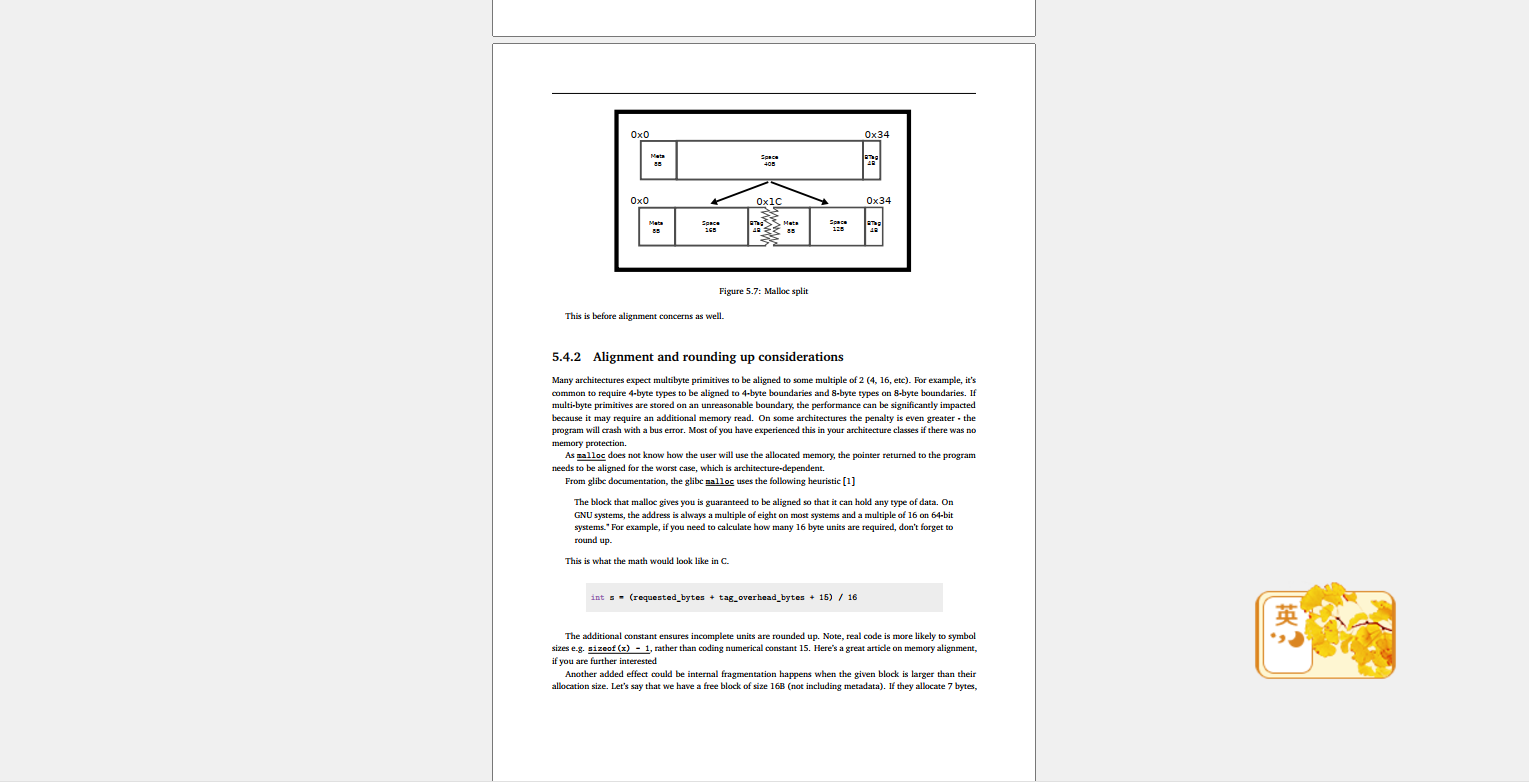 0x0 0x34
Meta Space BTag
8B 40B 4B
0x0 0x1C 0x34
Meta Space BTag Meta Space BTag
8B 16B 4B 8B 12B 4B
Figure 5.7: Malloc split
This is before alignment concerns as well.
5.4.2 Alignment and rounding up considerations
Many architectures expect multibyte primitives to be aligned to some multiple of 2 (4, 16, etc). For example, it's
common to require 4-byte types to be aligned to 4-byte boundaries and 8-byte types on 8-byte boundaries. If
multi-byte primitives are stored on an unreasonable boundary, the performance can be significantly impacted
because it may require an additional memory read. On some architectures the penalty is even greater - the
program will crash with a bus error. Most of you have experienced this in your architecture classes if there was no
memory protection.
As malloc does not know how the user will use the allocated memory, the pointer returned to the program
needs to be aligned for the worst case, which is architecture-dependent.
From glibc documentation, the glibc malloc uses the following heuristic [1]
The block that malloc gives you is guaranteed to be aligned so that it can hold any type of data. On
GNU systems, the address is always a multiple of eight on most systems and a multiple of 16 on 64-bit
systems." For example, if you need to calculate how many 16 byte units are required, don't forget to
round up.
This is what the math would look like in C.
int s = (requested_bytes + tag_overhead_bytes + 15) / 16
The additional constant ensures incomplete units are rounded up. Note, real code is more likely to symbol
sizes e.g. sizeof(x) - 1, rather than coding numerical constant 15. Here's a great article on memory alignment,
if you are further interested
Another added effect could be internal fragmentation happens when the given block is larger than their
allocation size. Let's say that we have a free block of size 16B (not including metadata). If they allocate 7 bytes,
英